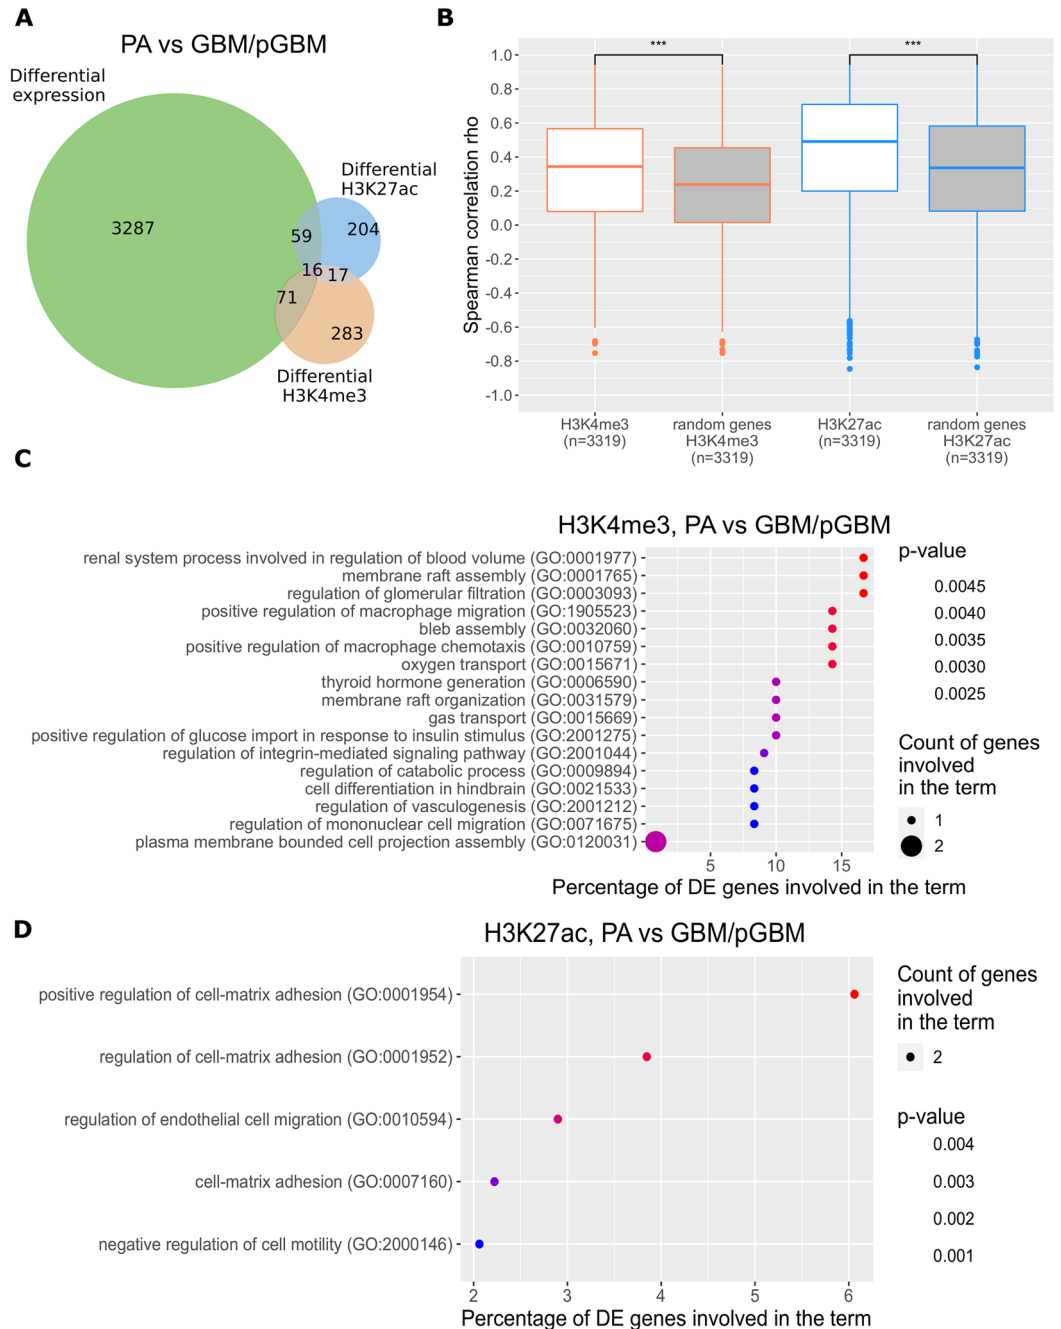 A
PA vs GBM/pGBM
Differential
expression
Differential
H3K27ac
3287
59
204
16
17
71
283
Differential
H3K4me3
B
Spearman correlation rho
1.0
0.8
0.6
0.4
0.2
0.0
-0.2
-0.4
-0.6
-0.8
-1.0
***
***
H3K4me3
(n=3319)
random genes
H3K4me3
(n=3319)
H3K27ac
(n=3319)
random genes
H3K27ac
(n=3319)
C
H3K4me3, PA vs GBM/pGBM
renal system process involved in regulation of blood volume (GO:0001977)
membrane raft assembly (GO:0001765)
regulation of glomerular filtration (GO:0003093)
positive regulation of macrophage migration (GO:1905523)
bleb assembly (GO:0032060)
positive regulation of macrophage chemotaxis (GO:0010759)
oxygen transport (GO:0015671)
thyroid hormone generation (GO:0006590)
membrane raft organization (GO:0031579)
gas transport (GO:0015669)
positive regulation of glucose import in response to insulin stimulus (GO:2001275)
regulation of integrin-mediated signaling pathway (GO:2001044)
regulation of catabolic process (GO:0009894)
cell differentiation in hindbrain (GO:0021533)
regulation of vasculogenesis (GO:2001212)
regulation of mononuclear cell migration (GO:0071675)
plasma membrane bounded cell projection assembly (GO:0120031)
5 10 15
Percentage of DE genes involved in the term
p-value
0.0045
0.0040
0.0035
0.0030
0.0025
Count of genes
involved
in the term
1
2
D
H3K27ac, PA vs GBM/pGBM
positive regulation of cell-matrix adhesion (GO:0001954)
regulation of cell-matrix adhesion (GO:0001952)
regulation of endothelial cell migration (GO:0010594)
cell-matrix adhesion (GO:0007160)
negative regulation of cell motility (GO:2000146)
2 3 4 5 6
Percentage of DE genes involved in the term
Count of genes
involved
in the term
2
p-value
0.004
0.003
0.002
0.001